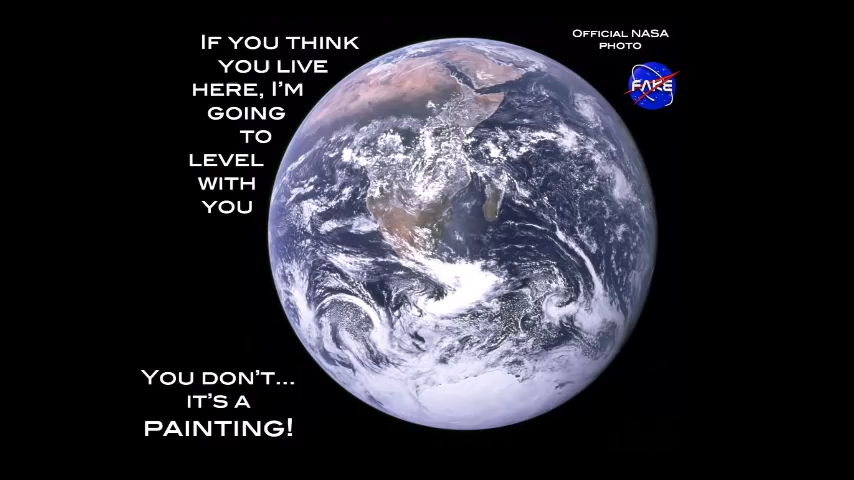 If you think
you live
here, I'm
going
to
level
with
you
Official NASA
photo
FAKE
You don't...
it's a
painting!